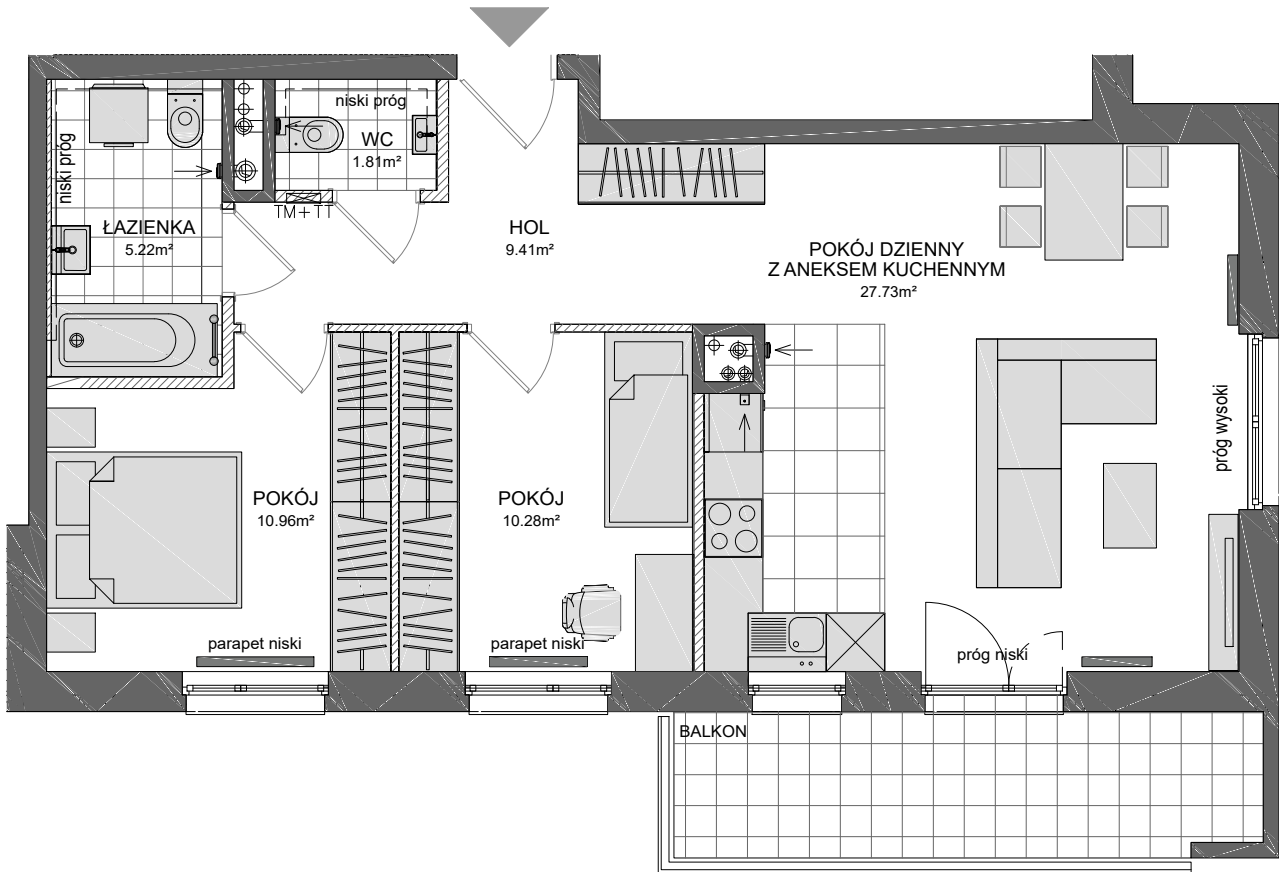 niski próg
niski próg
WC
1.81m²
TM+TT
ŁAZIENKA
5.22m²
HOL
9.41m²
POKÓJ DZIENNY
Z ANEKSEM KUCHENNYM
27.73m²
próg wysoki
POKÓJ
10.96m²
POKÓJ
10.28m²
parapet niski
parapet niski
próg niski
BALKON